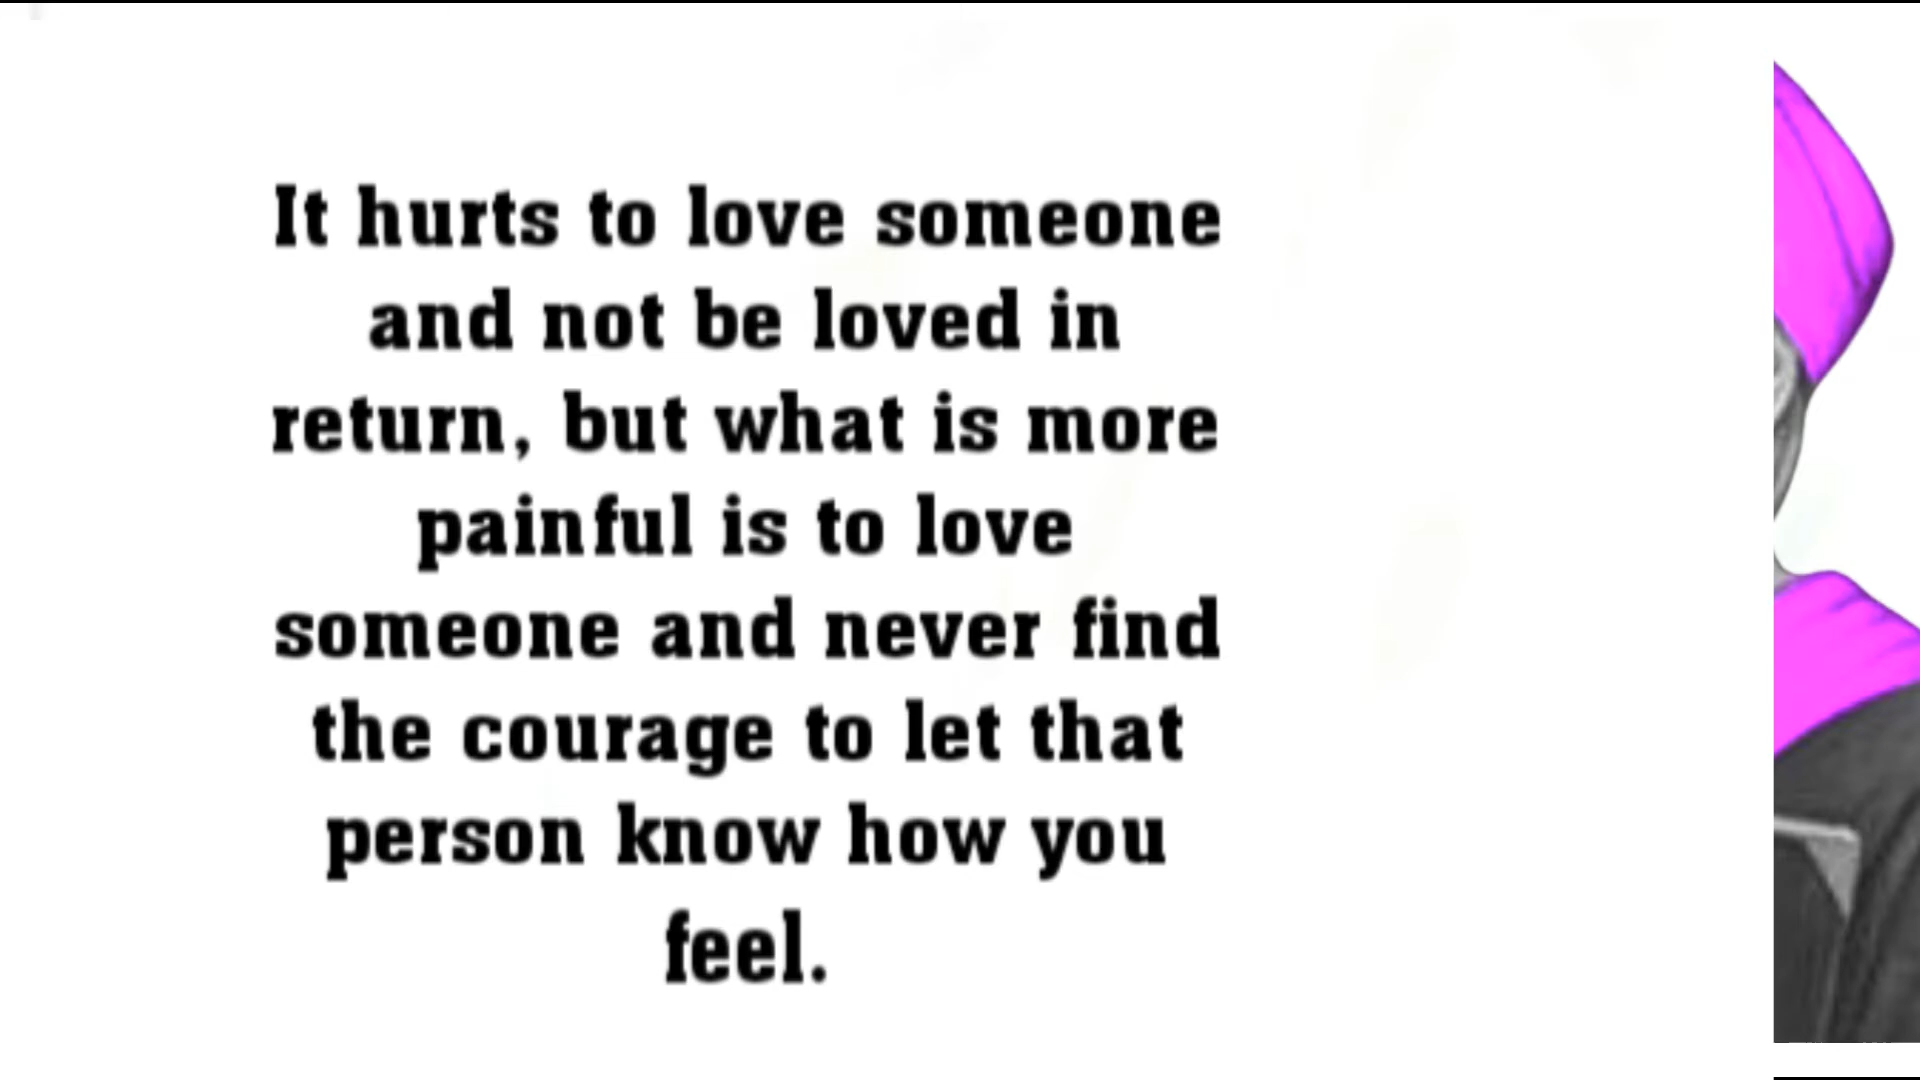 It hurts to love someone
and not be loved in
return, but what is more
painful is to love
someone and never find
the courage to let that
person know how you
feel.